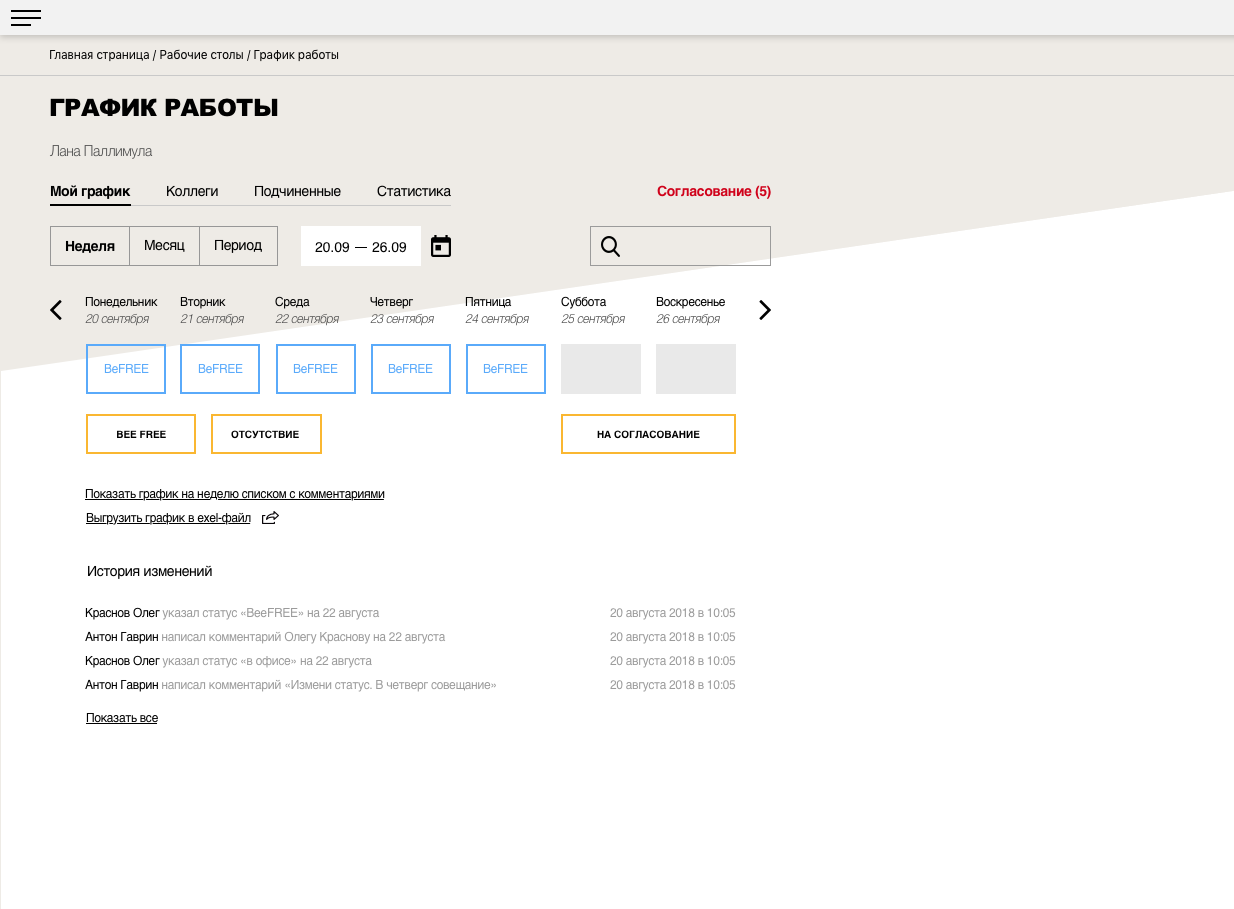 Главная страница / Рабочие столы / График работы
ГРАФИК РАБОТЫ
Лана Паллимула
Мой график Коллеги Подчиненные Статистика Согласование (5)
Неделя Месяц Период 20.09 — 26.09
Понедельник Вторник Среда Четверг Пятница Суббота Воскресенье
20 сентября 21 сентября 22 сентября 23 сентября 24 сентября 25 сентября 26 сентября
BeFREE BeFREE BeFREE BeFREE BeFREE
BEE FREE ОТСУТСТВИЕ НА СОГЛАСОВАНИЕ
Показать график на неделю списком с комментариями
Выгрузить график в exel-файл
История изменений
Краснов Олег указал статус «BeeFREE» на 22 августа 20 августа 2018 в 10:05
Антон Гаврин написал комментарий Олегу Краснову на 22 августа 20 августа 2018 в 10:05
Краснов Олег указал статус «в офисе» на 22 августа 20 августа 2018 в 10:05
Антон Гаврин написал комментарий «Измени статус. В четверг совещание» 20 августа 2018 в 10:05
Показать все